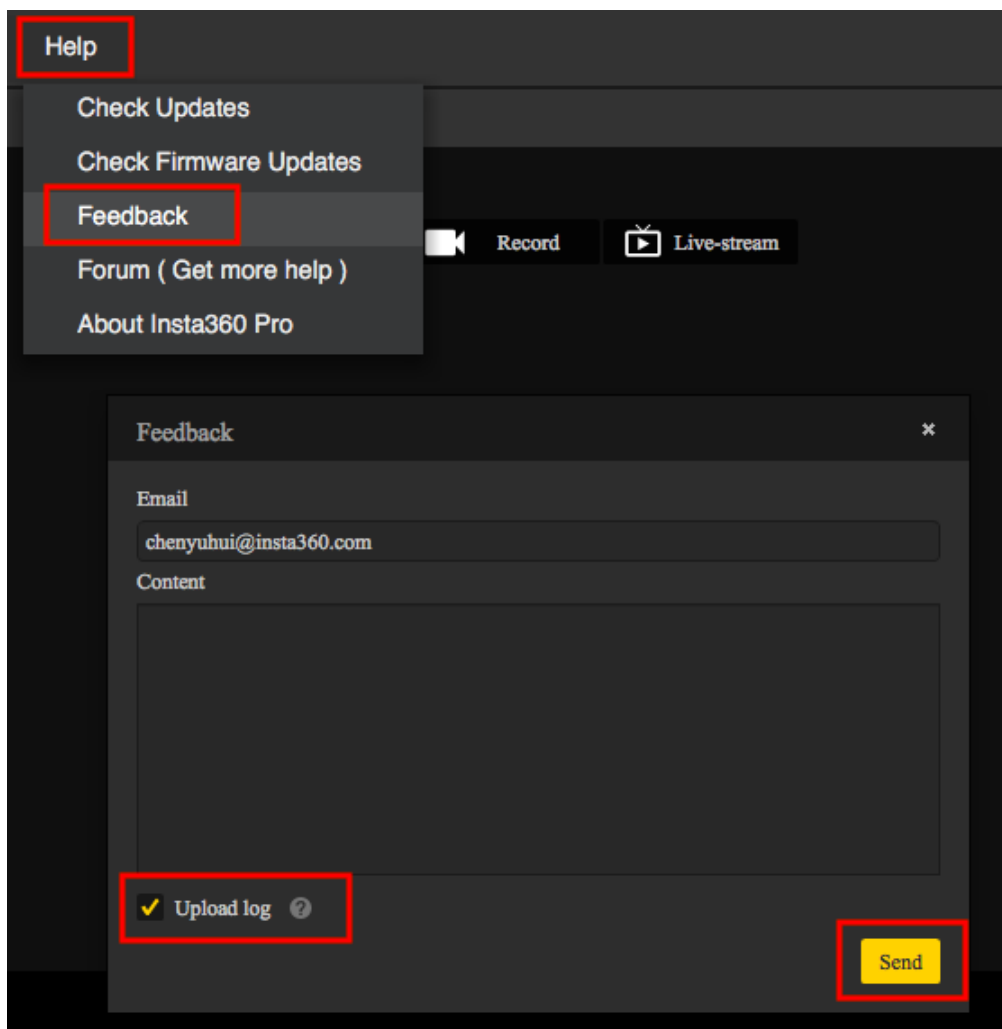 Help
Check Updates
Check Firmware Updates
Feedback
Forum ( Get more help )
About Insta360 Pro
Record
Live-stream
Feedback
Email
chenyuhui@insta360.com
Content
Upload log
Send